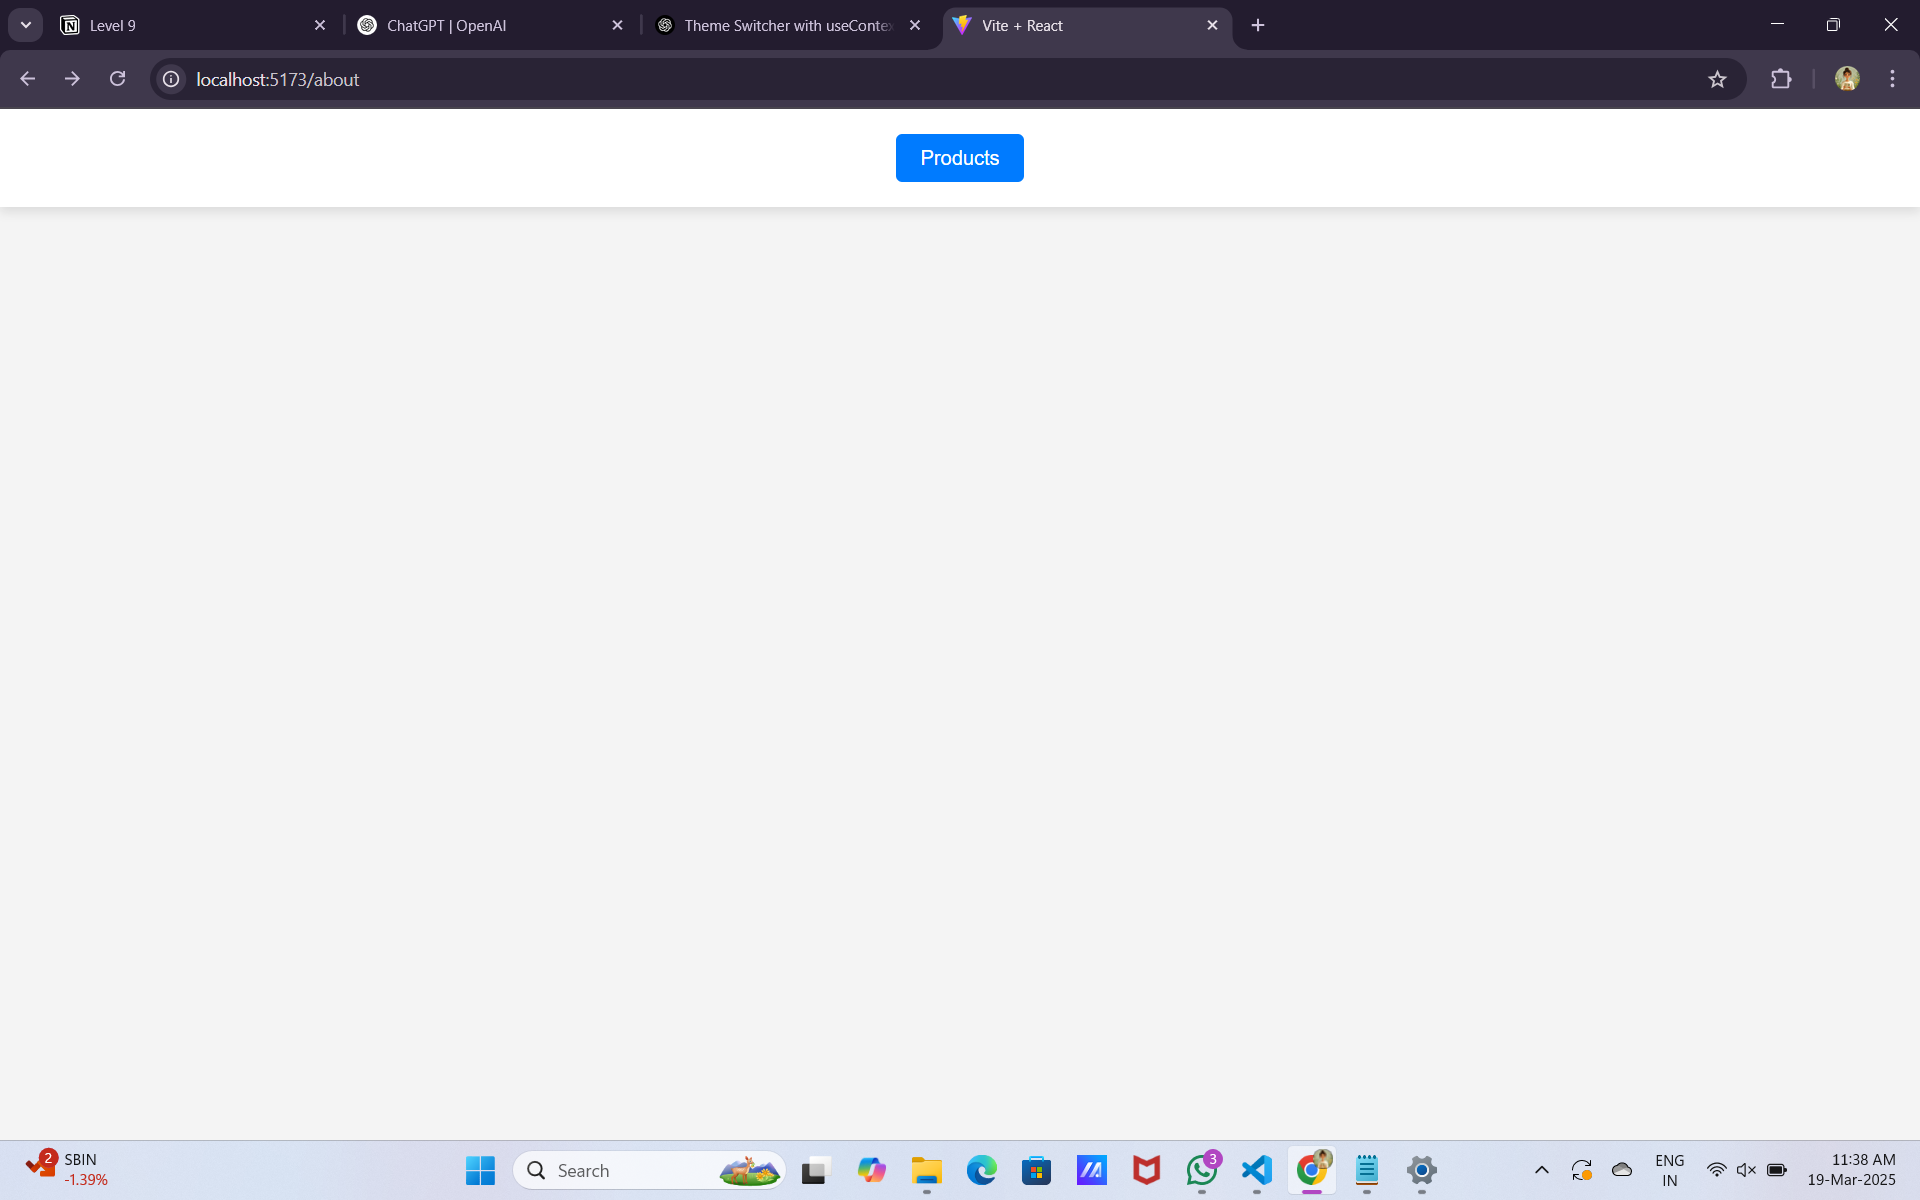 Level 9
ChatGPT | OpenAI
Theme Switcher with useContex
Vite + React
localhost:5173/about
Products
2
SBIN
-1.39%
Search
3
ENG
IN
11:38 AM
19-Mar-2025